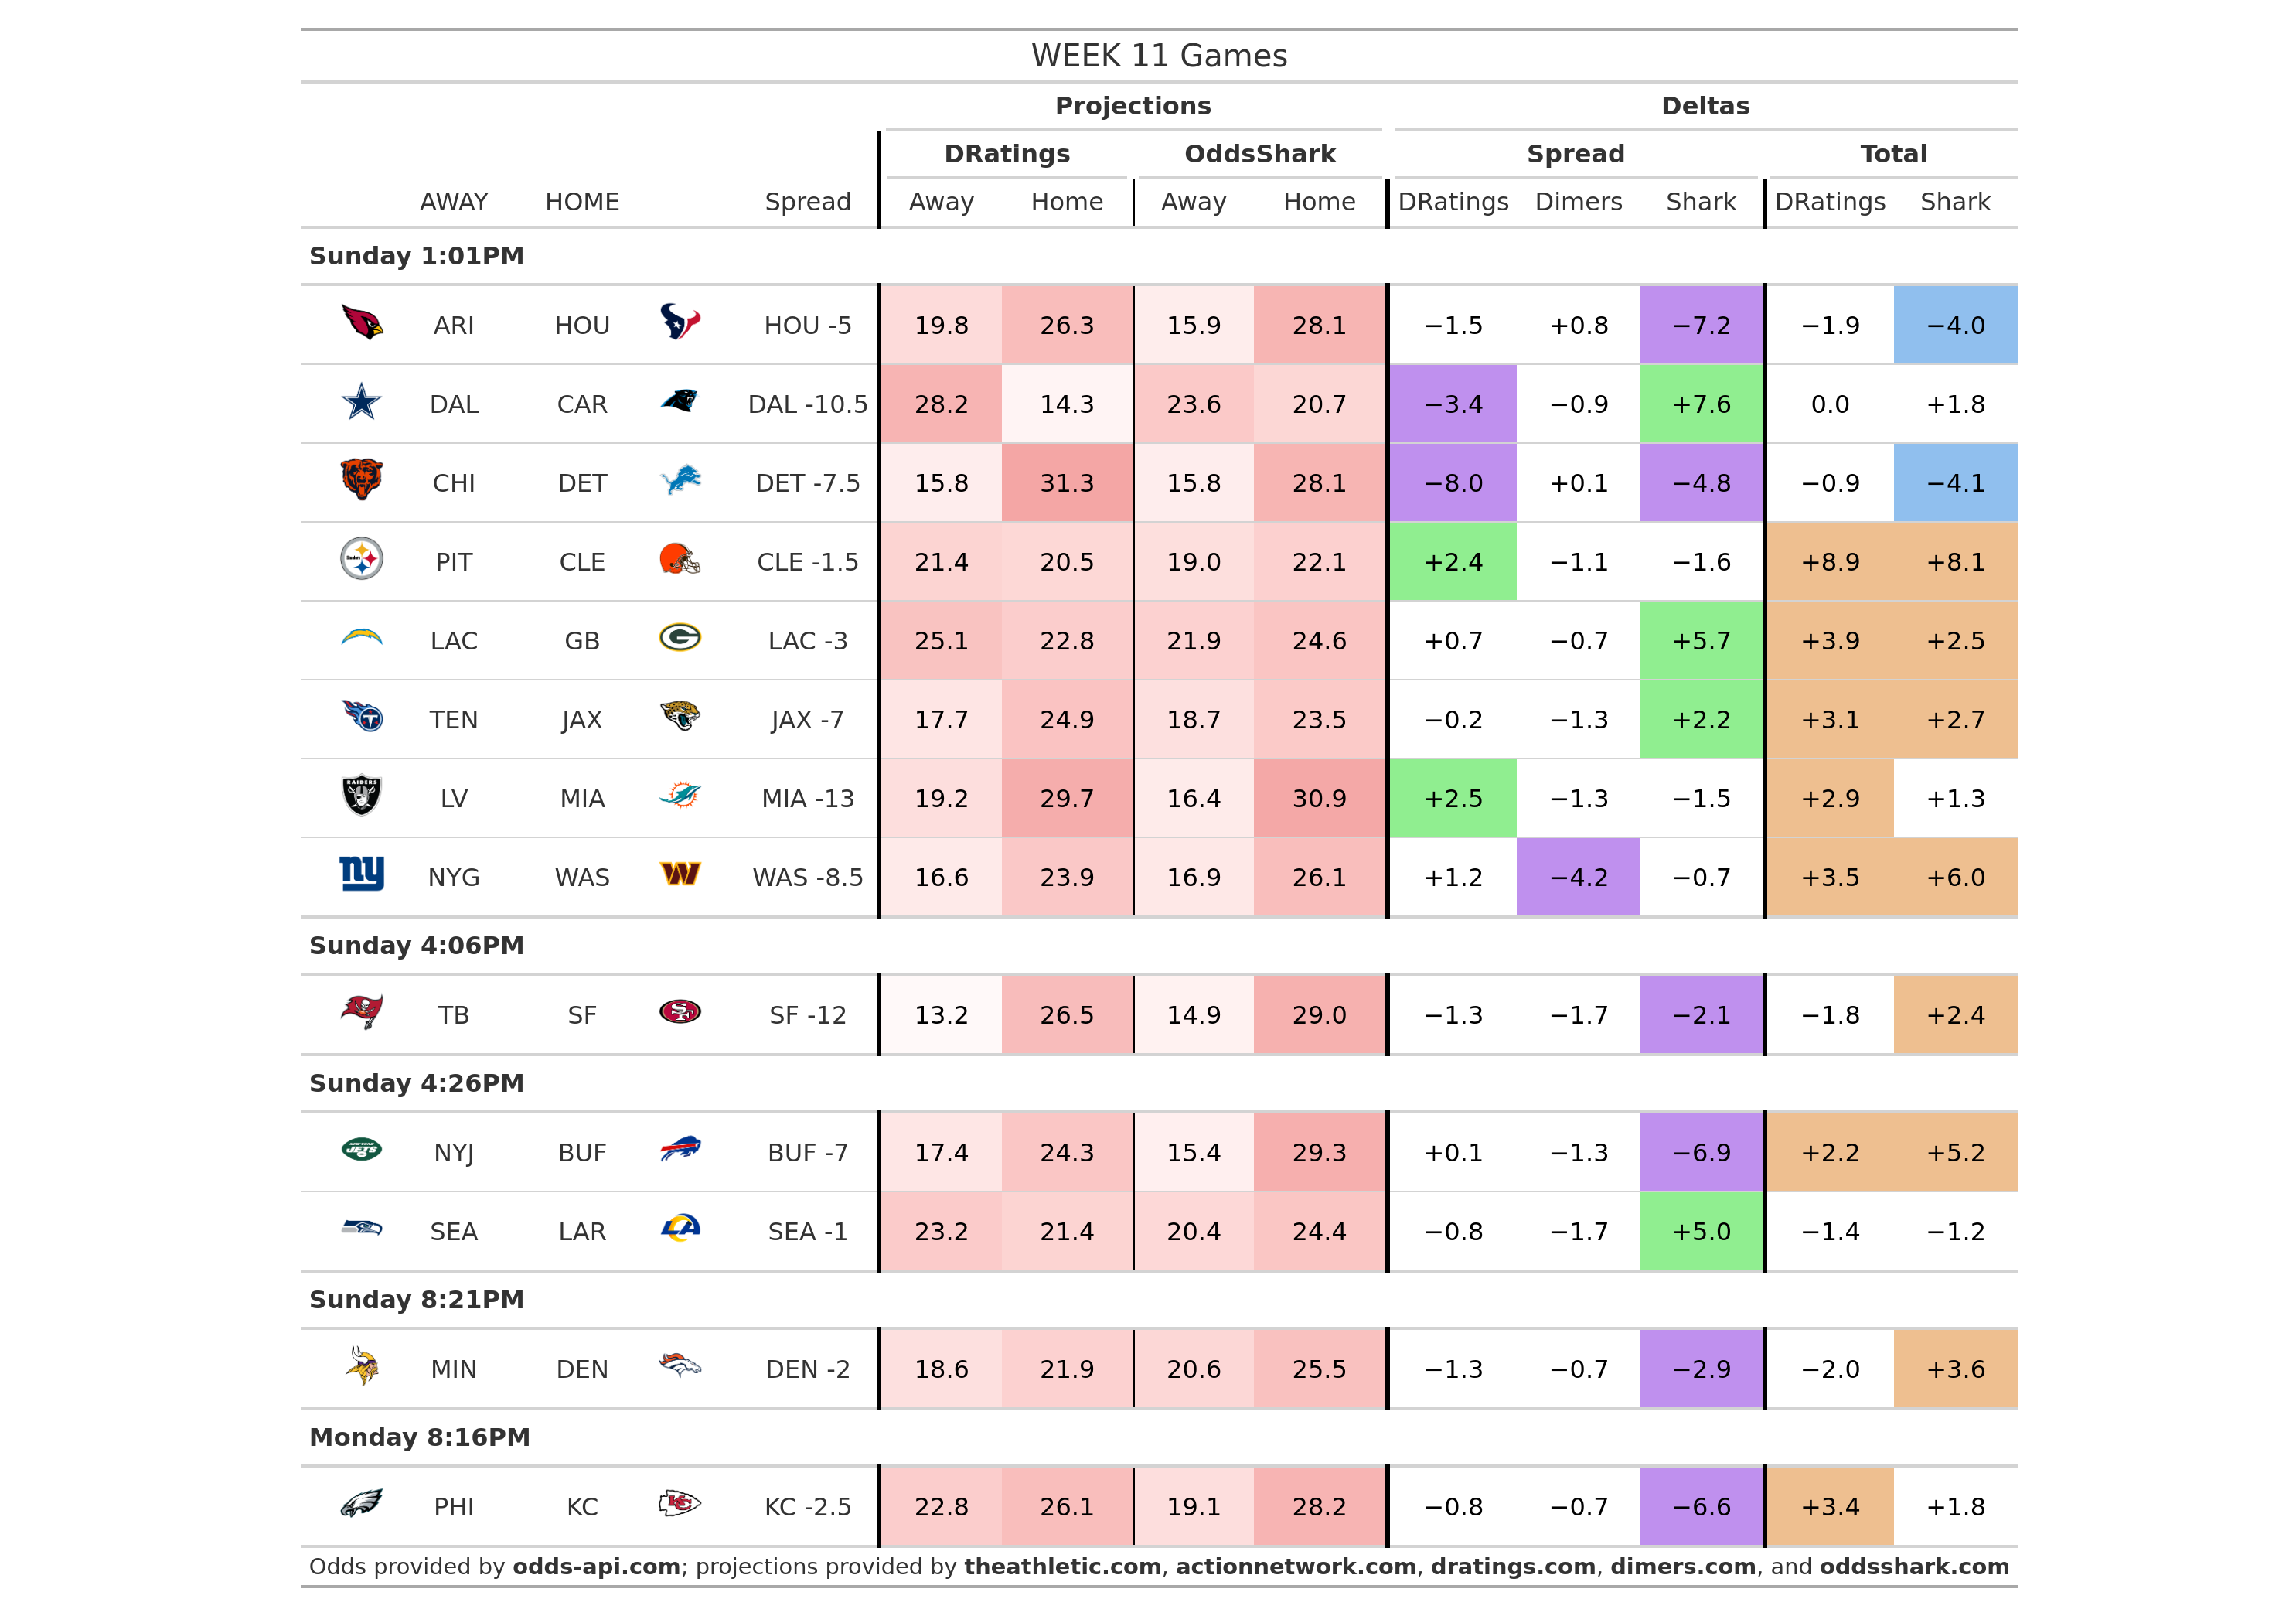 WEEK 11 Games
Projections Deltas
DRatings OddsShark Spread Total
AWAY HOME Spread Away Home Away Home DRatings Dimers Shark DRatings Shark
Sunday 1:01PM
ARI HOU HOU -5 19.8 26.3 15.9 28.1 −1.5 +0.8 −7.2 −1.9 −4.0
DAL CAR DAL -10.5 28.2 14.3 23.6 20.7 −3.4 −0.9 +7.6 0.0 +1.8
CHI DET DET -7.5 15.8 31.3 15.8 28.1 −8.0 +0.1 −4.8 −0.9 −4.1
PIT CLE CLE -1.5 21.4 20.5 19.0 22.1 +2.4 −1.1 −1.6 +8.9 +8.1
LAC GB LAC -3 25.1 22.8 21.9 24.6 +0.7 −0.7 +5.7 +3.9 +2.5
TEN JAX JAX -7 17.7 24.9 18.7 23.5 −0.2 −1.3 +2.2 +3.1 +2.7
RAIDERS LV MIA MIA -13 19.2 29.7 16.4 30.9 +2.5 −1.3 −1.5 +2.9 +1.3
ny NYG WAS WAS -8.5 16.6 23.9 16.9 26.1 +1.2 −4.2 −0.7 +3.5 +6.0
Sunday 4:06PM
TB SF SF SF -12 13.2 26.5 14.9 29.0 −1.3 −1.7 −2.1 −1.8 +2.4
Sunday 4:26PM
JETS NYJ BUF BUF -7 17.4 24.3 15.4 29.3 +0.1 −1.3 −6.9 +2.2 +5.2
SEA LAR SEA -1 23.2 21.4 20.4 24.4 −0.8 −1.7 +5.0 −1.4 −1.2
Sunday 8:21PM
MIN DEN DEN -2 18.6 21.9 20.6 25.5 −1.3 −0.7 −2.9 −2.0 +3.6
Monday 8:16PM
PHI KC KC KC -2.5 22.8 26.1 19.1 28.2 −0.8 −0.7 −6.6 +3.4 +1.8
Odds provided by odds-api.com; projections provided by theathletic.com, actionnetwork.com, dratings.com, dimers.com, and oddsshark.com